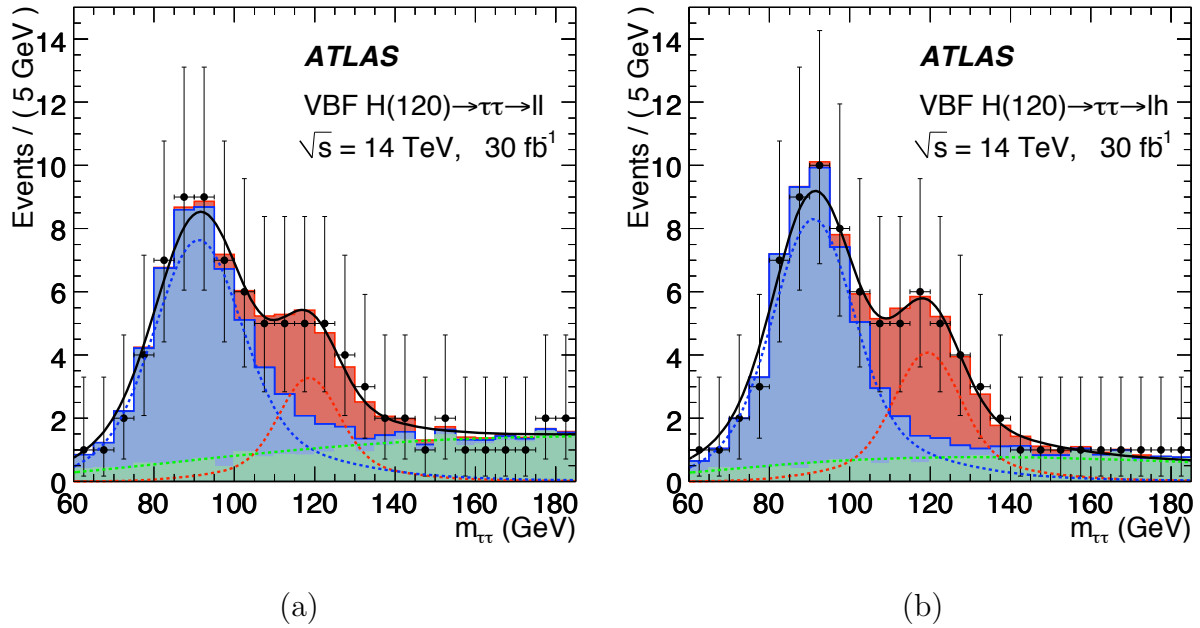 Events / ( 5 GeV )
14
12
10
8
6
4
2
0
ATLAS
VBF H(120)→ττ→ll
√s = 14 TeV, 30 fb-1
60 80 100 120 140 160 180
mττ (GeV)
(a)
Events / ( 5 GeV )
14
12
10
8
6
4
2
0
ATLAS
VBF H(120)→ττ→lh
√s = 14 TeV, 30 fb-1
60 80 100 120 140 160 180
mττ (GeV)
(b)